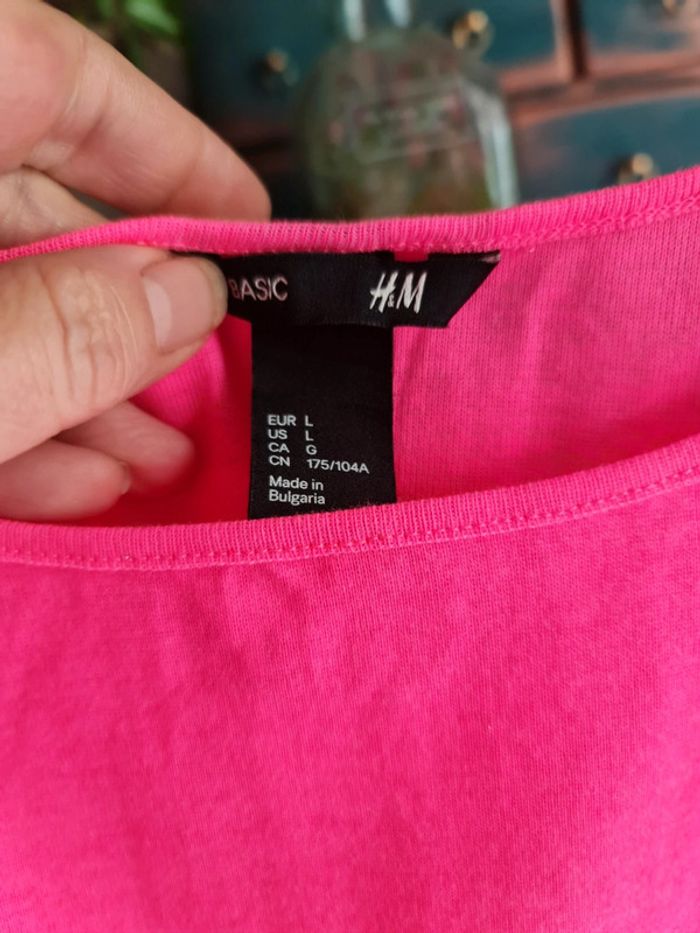 BASIC H&M
EUR L
US L
CA G
CN 175/104A
Made in
Bulgaria